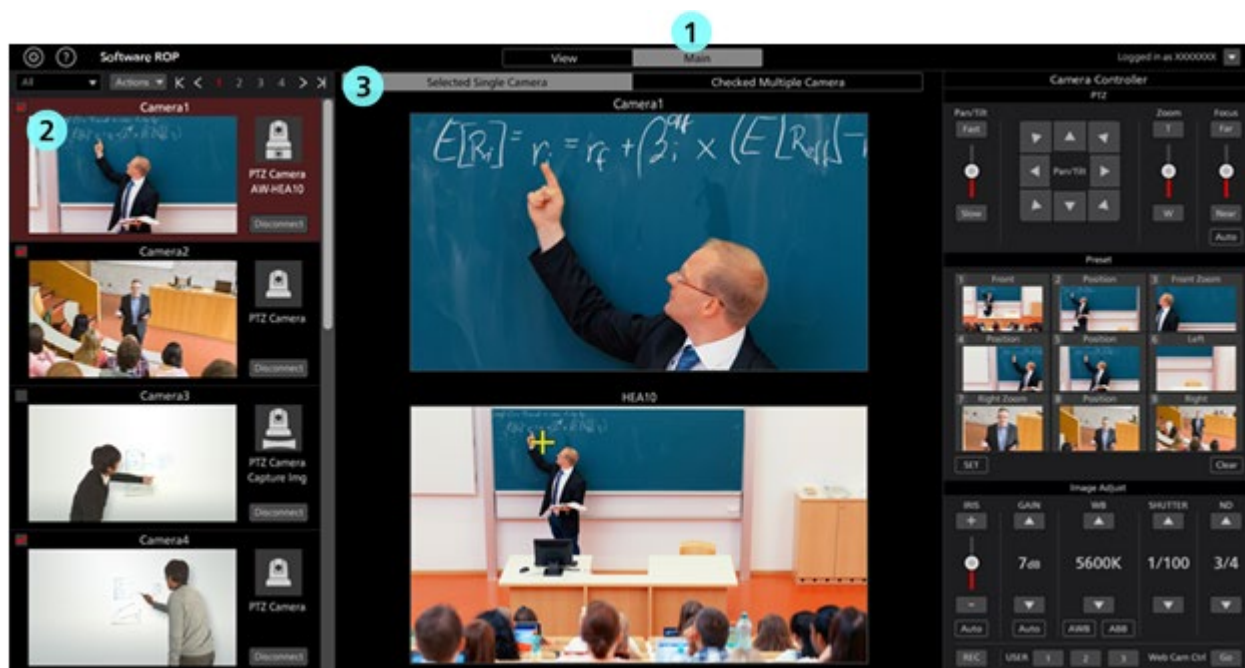 1
? Software ROP View Main Logged in as XXXXXXX
All Actions K < 1 2 3 4 >
3 Selected Single Camera Checked Multiple Camera
Camera1
2
PTZ Camera
AW-HEA10
Disconnect
Camera2
PTZ Camera
Disconnect
Camera3
PTZ Camera
Capture Img
Disconnect
Camera4
PTZ Camera
Camera1
E[Ri] = ri = rf +
HEA10
Camera Controller
PTZ
Pan/Tilt Zoom Focus
Fast T Far
Pan/Tilt
Slow W Near
Auto
Preset
1 Front 2 Position 3 Front Zoom
4 Position 5 Position 6 Left
7 Right Zoom 8 Position 9 Right
SET Clear
Image Adjust
IRIS GAIN WB SHUTTER ND
+
7dB 5600K 1/100 3/4
-
Auto Auto AWB ABB
REC USER 1 2 3 Web Cam Ctrl Go